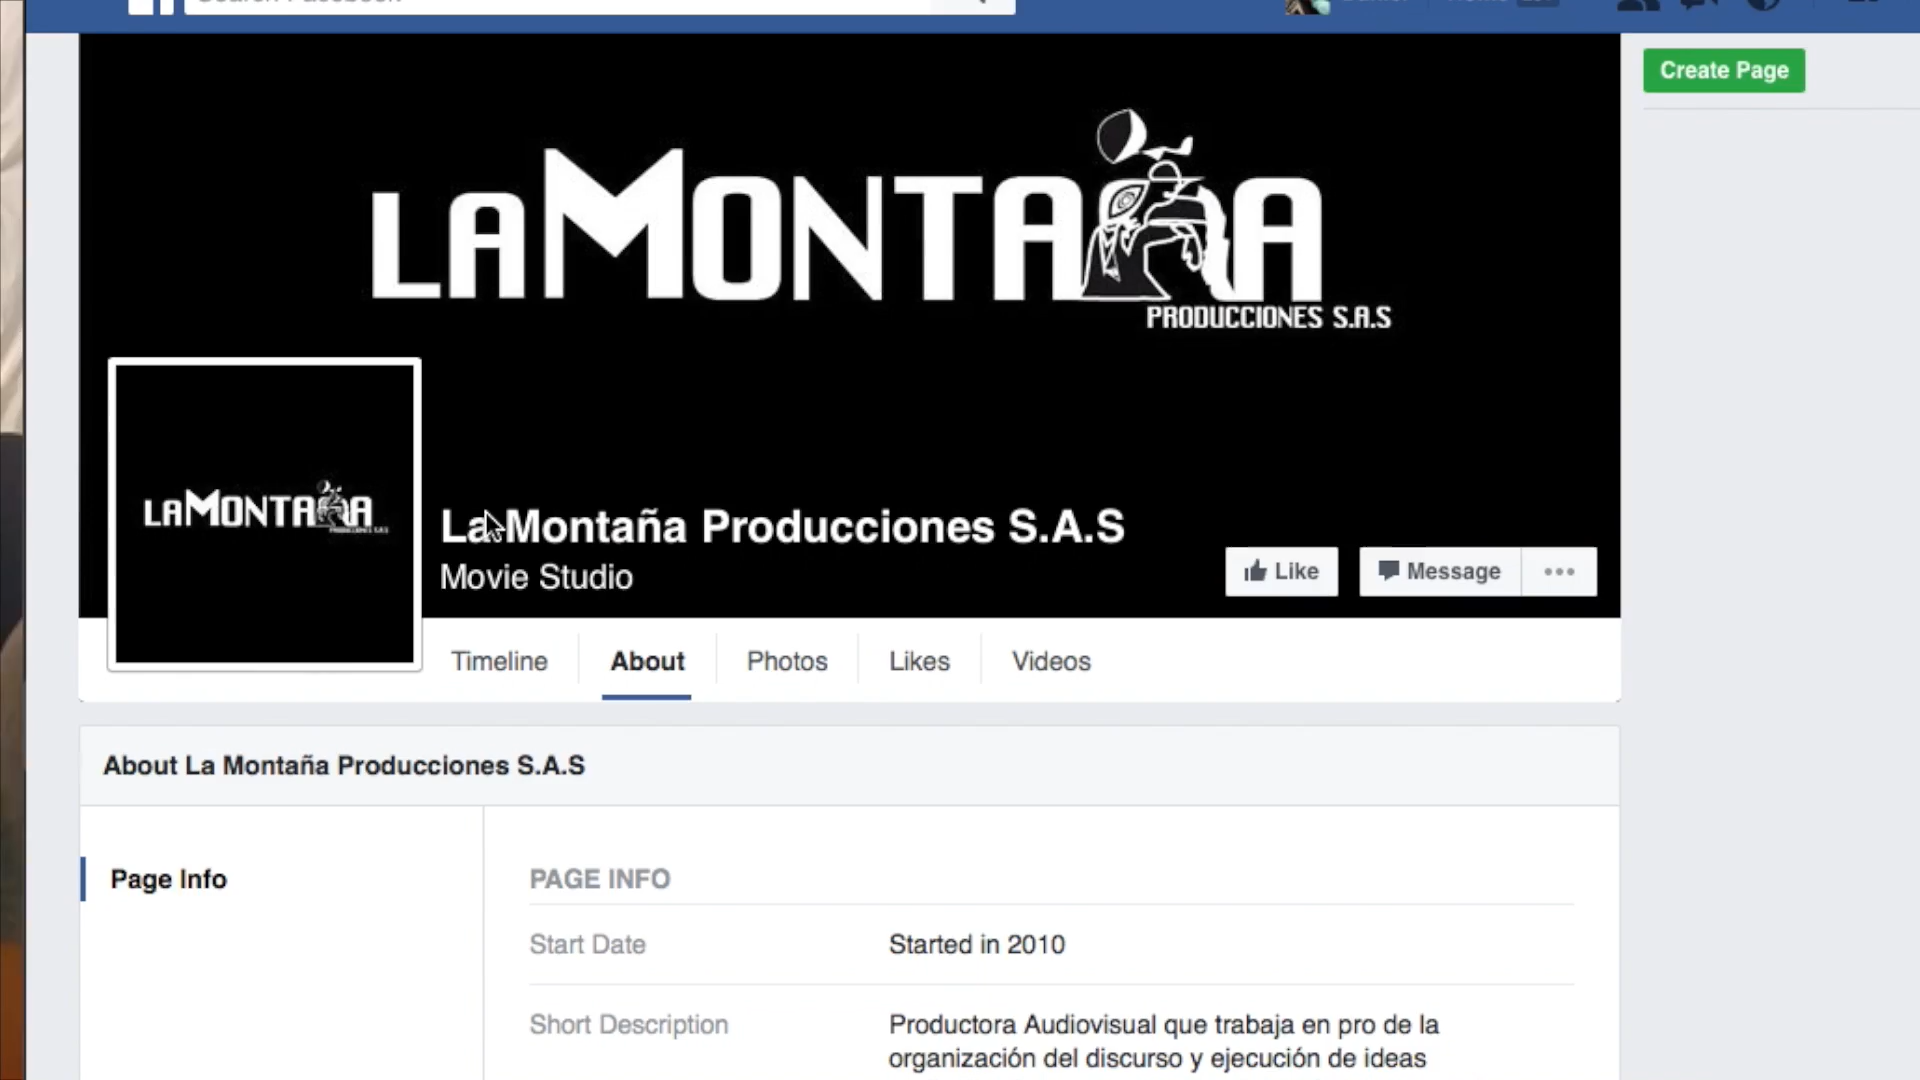 Create Page
LAMONTAÑA
PRODUCCIONES S.A.S
LAMONTAÑA
La Montaña Producciones S.A.S
Movie Studio
Like
Message
Timeline
About
Photos
Likes
Videos
About La Montaña Producciones S.A.S
Page Info
PAGE INFO
Start Date
Started in 2010
Short Description
Productora Audiovisual que trabaja en pro de la
organización del discurso y ejecución de ideas